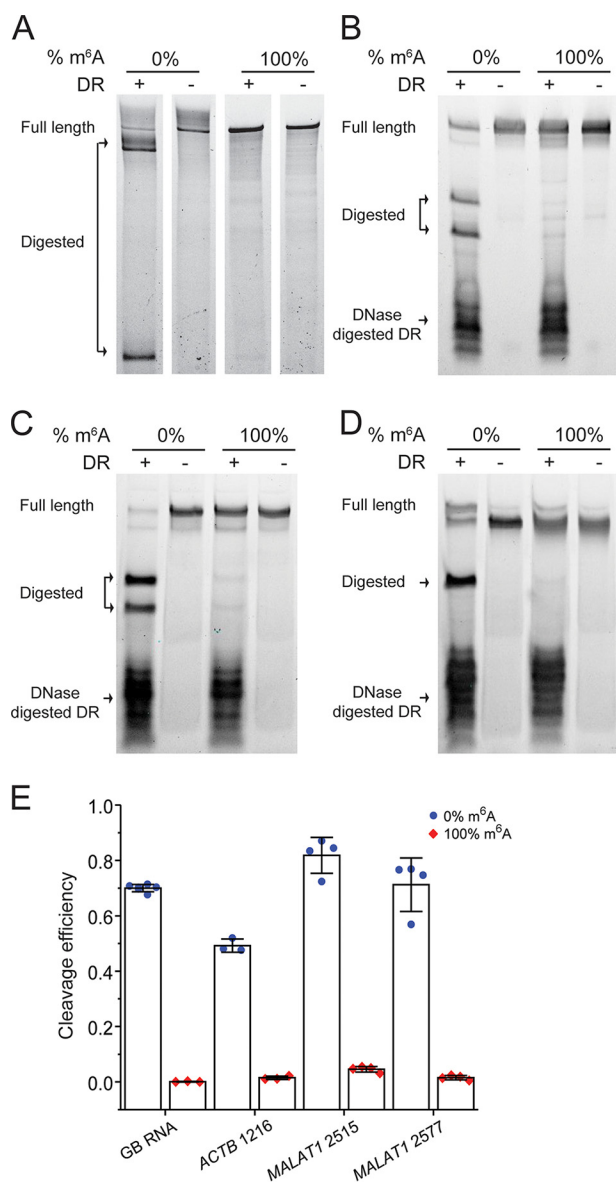 A
% m⁶A 0% 100%
DR + - + -
Full length
Digested
B
% m⁶A 0% 100%
DR + - + -
Full length
Digested
DNase
digested DR
C
% m⁶A 0% 100%
DR + - + -
Full length
Digested
DNase
digested DR
D
% m⁶A 0% 100%
DR + - + -
Full length
Digested
DNase
digested DR
E
Cleavage efficiency
1.0
0.8
0.6
0.4
0.2
0.0
0% m⁶A
100% m⁶A
GB RNA
ACTB 1216
MALAT1 2515
MALAT1 2577